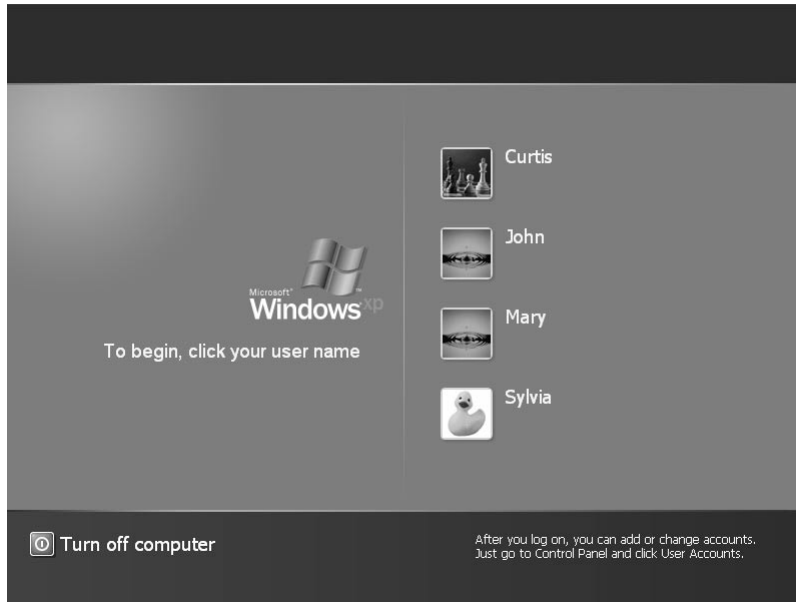 Curtis
John
Microsoft®
Windows xp
Mary
To begin, click your user name
Sylvia
Turn off computer
After you log on, you can add or change accounts.
Just go to Control Panel and click User Accounts.